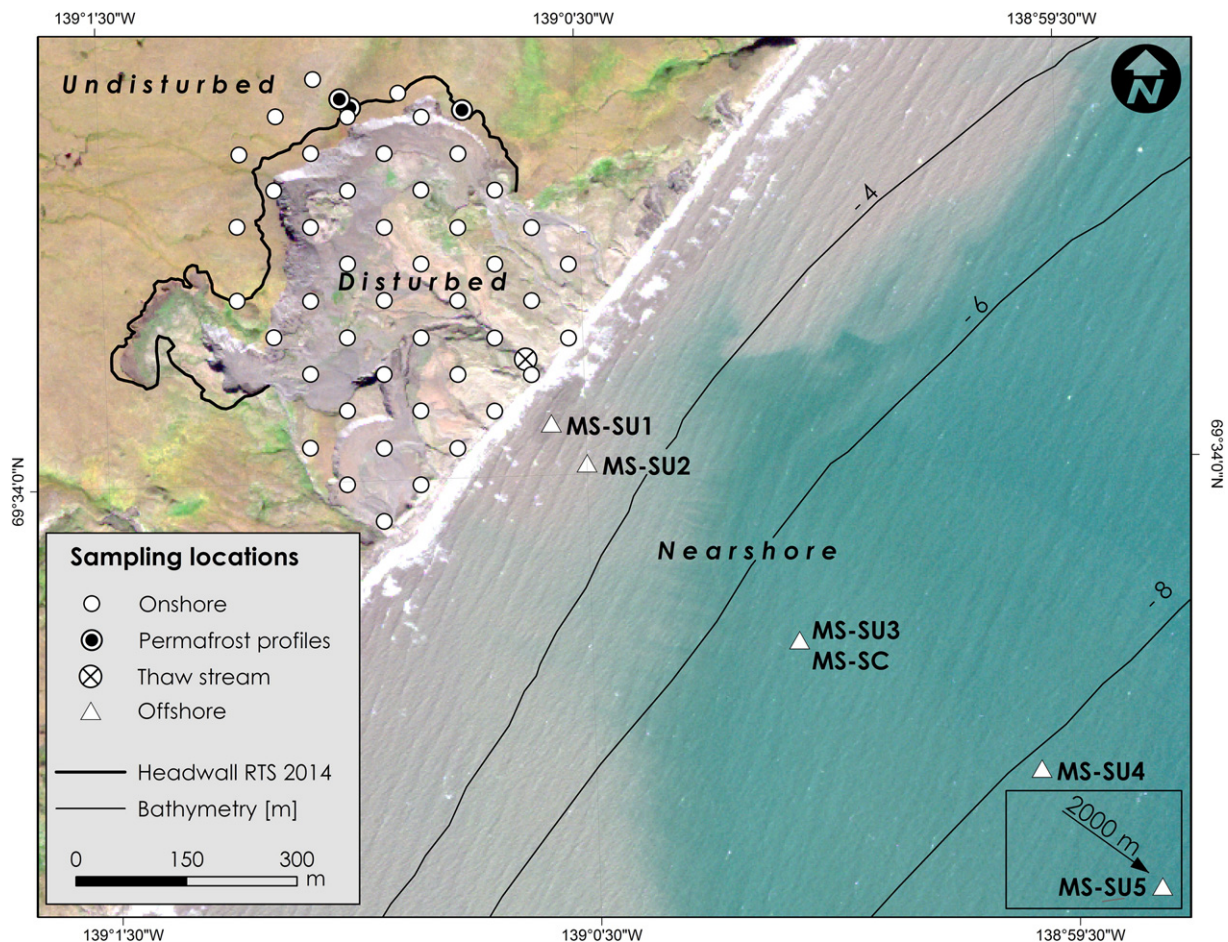 139°1'30"W 139°0'30"W 138°59'30"W
Undisturbed
N
- 4
Disturbed
- 6
MS-SU1
MS-SU2
69°34'0"N
69°34'0"N
Nearshore
Sampling locations
Onshore
Permafrost profiles
Thaw stream
Offshore
Headwall RTS 2014
Bathymetry [m]
0 150 300
m
- 8
MS-SU3
MS-SC
MS-SU4
2000 m
MS-SU5
139°1'30"W 139°0'30"W 138°59'30"W